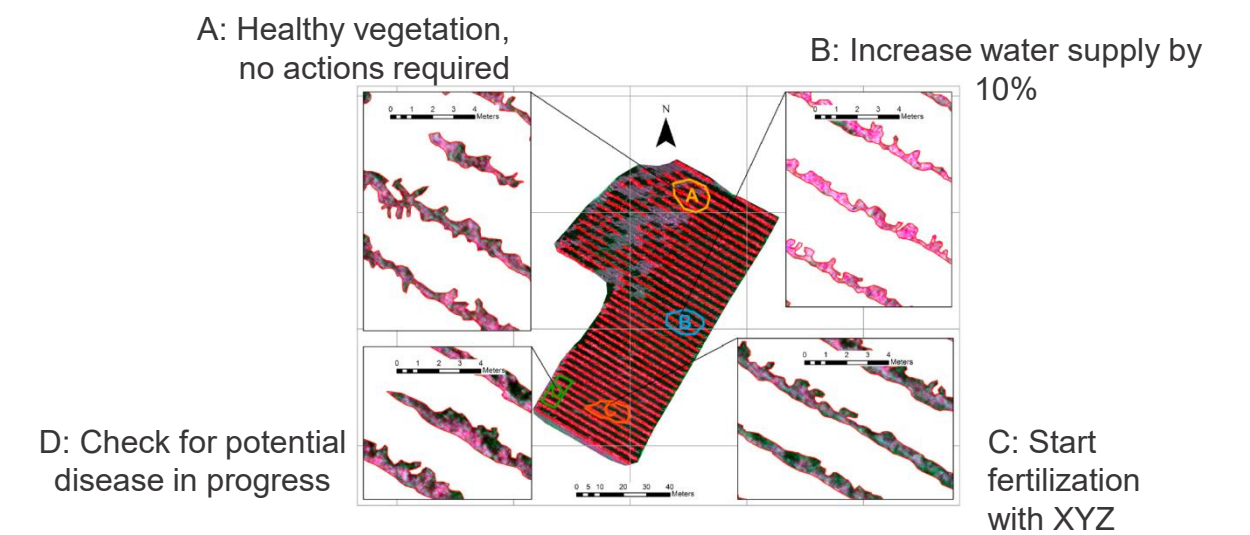 A: Healthy vegetation,
no actions required
B: Increase water supply by
10%
0 1 2 3 4
Meters
0 1 2 3 4
Meters
N
A
B
0 1 2 3 4
Meters
0 1 2 3 4
Meters
D
C
D: Check for potential
disease in progress
C: Start
fertilization
with XYZ
0 5 10 20 30 40
Meters